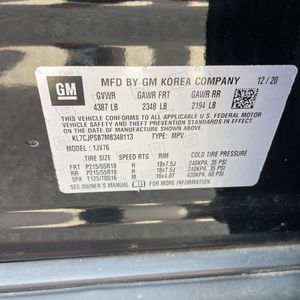 GM
MFD BY GM KOREA COMPANY 12/20
GVWR GAWR FRT GAWR RR
4387 LB 2348 LB 2194 LB
THIS VEHICLE CONFORMS TO ALL APPLICABLE U.S. FEDERAL MOTOR
VEHICLE SAFETY, BUMPER, AND THEFT PREVENTION STANDARDS IN
EFFECT ON THE DATE OF MANUFACTURE SHOWN ABOVE.
KL7CJPSB7MB348113 TYPE: MPV
MODEL: 1JV76
SPEED RTG RIM COLD TIRE PRESSURE
FRT P215/55R18 H 18x7.5J 240KPA, 35 PSI
RR P215/55R18 H 18x7.5J 240KPA, 35 PSI
SPA T125/70D16 M 16x4.0T 420KPA, 60 PSI
SEE OWNER'S MANUAL FOR MORE INFORMATION